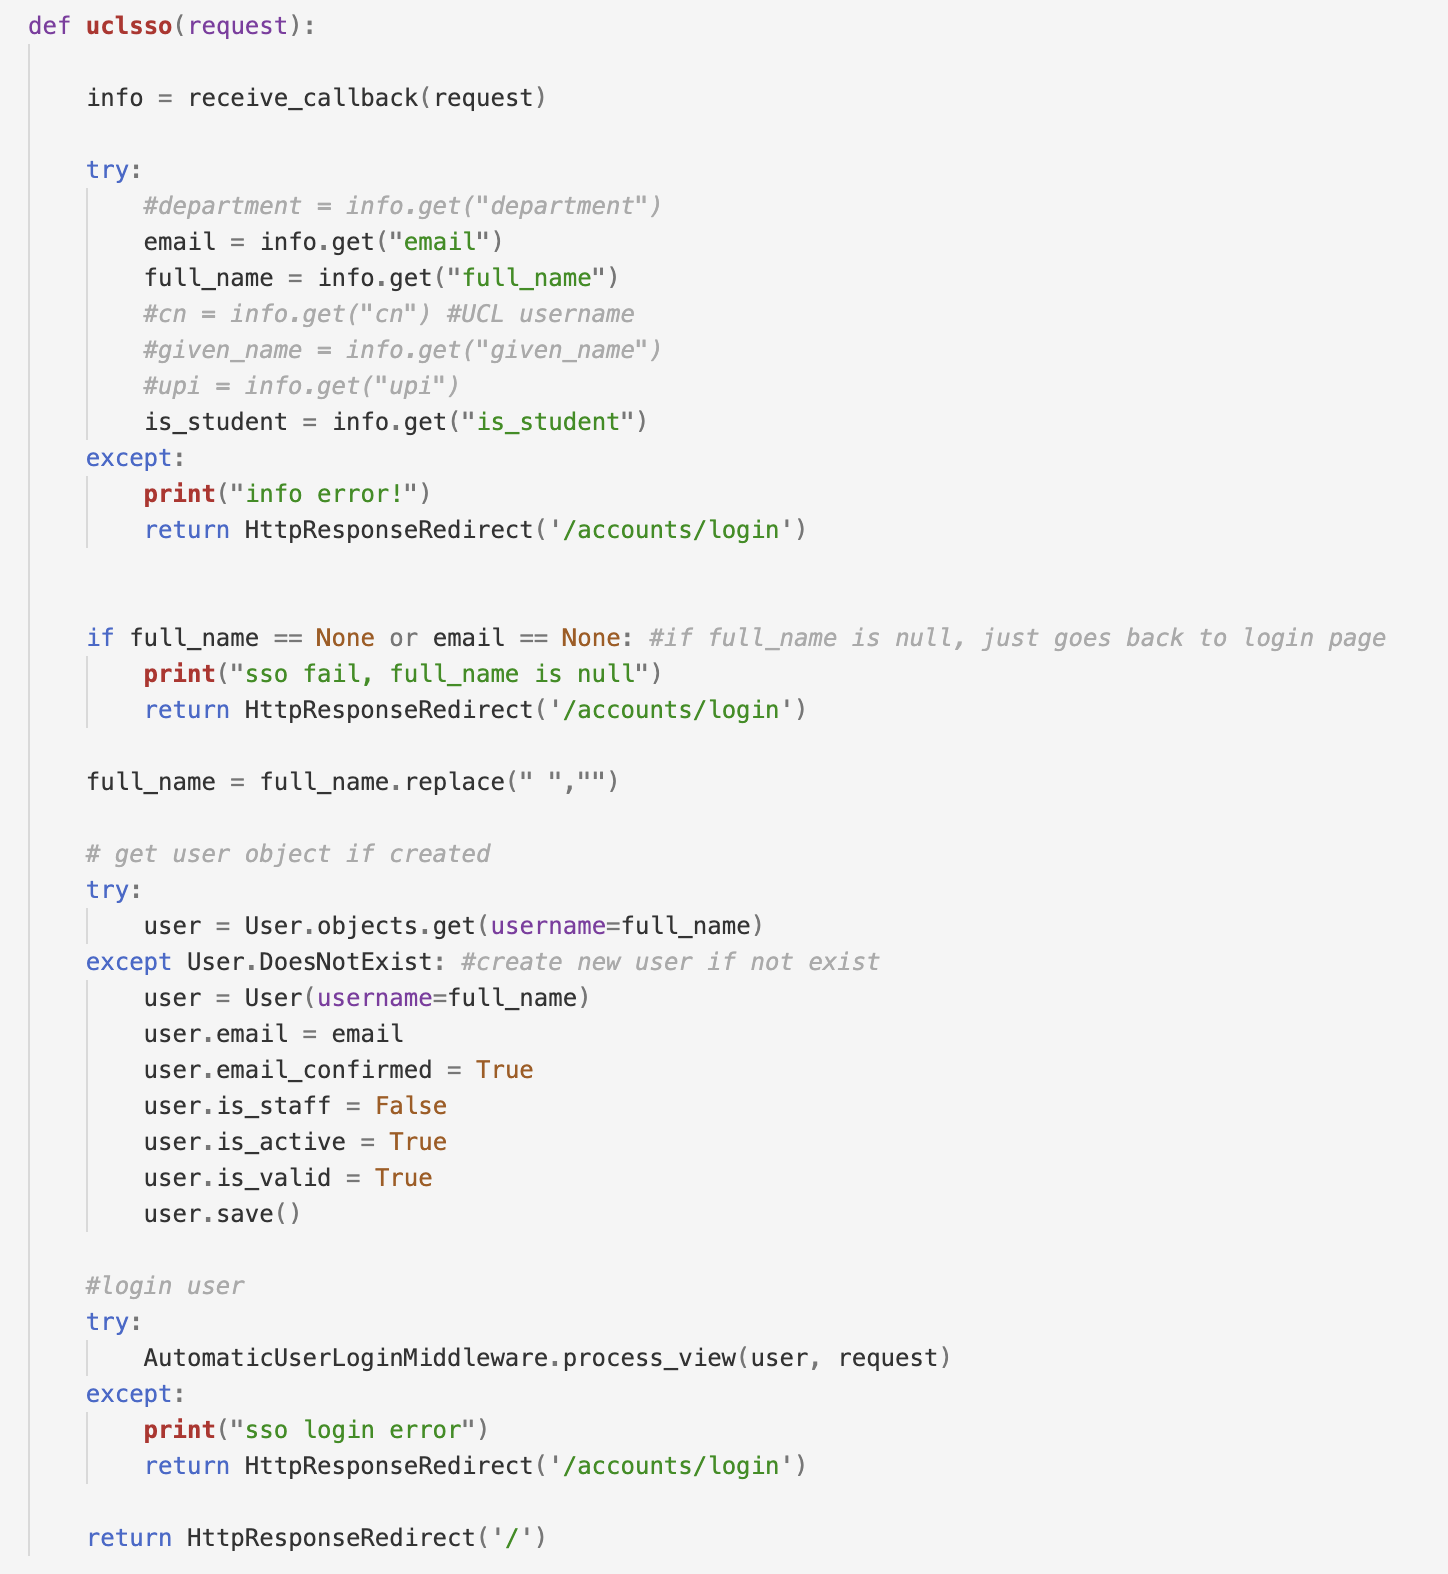 def uclsso(request):
info = receive_callback(request)
try:
#department = info.get("department")
email = info.get("email")
full_name = info.get("full_name")
#cn = info.get("cn") #UCL username
#given_name = info.get("given_name")
#upi = info.get("upi")
is_student = info.get("is_student")
except:
print("info error!")
return HttpResponseRedirect('/accounts/login')
if full_name == None or email == None: #if full_name is null, just goes back to login page
print("sso fail, full_name is null")
return HttpResponseRedirect('/accounts/login')
full_name = full_name.replace(" ","")
# get user object if created
try:
user = User.objects.get(username=full_name)
except User.DoesNotExist: #create new user if not exist
user = User(username=full_name)
user.email = email
user.email_confirmed = True
user.is_staff = False
user.is_active = True
user.is_valid = True
user.save()
#login user
try:
AutomaticUserLoginMiddleware.process_view(user, request)
except:
print("sso login error")
return HttpResponseRedirect('/accounts/login')
return HttpResponseRedirect('/')